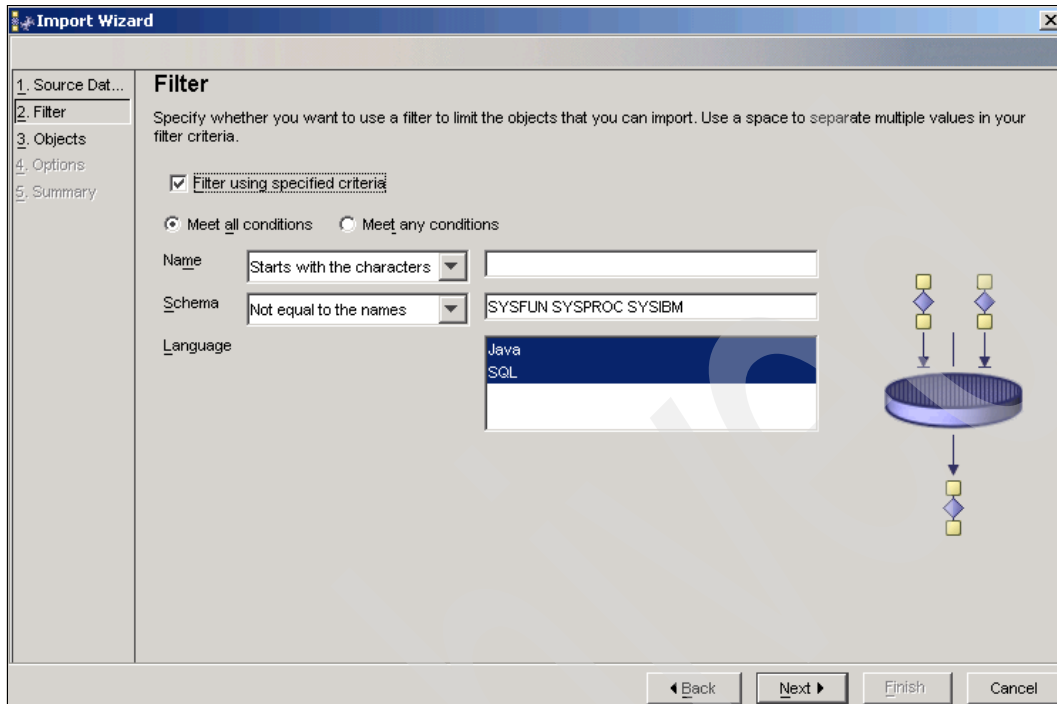 Import Wizard
1. Source Dat...
2. Filter
3. Objects
4. Options
5. Summary
Filter
Specify whether you want to use a filter to limit the objects that you can import. Use a space to separate multiple values in your
filter criteria.
Filter using specified criteria
Meet all conditions Meet any conditions
Name Starts with the characters
Schema Not equal to the names SYSFUN SYSPROC SYSIBM
Language
Java
SQL
Back Next Finish Cancel